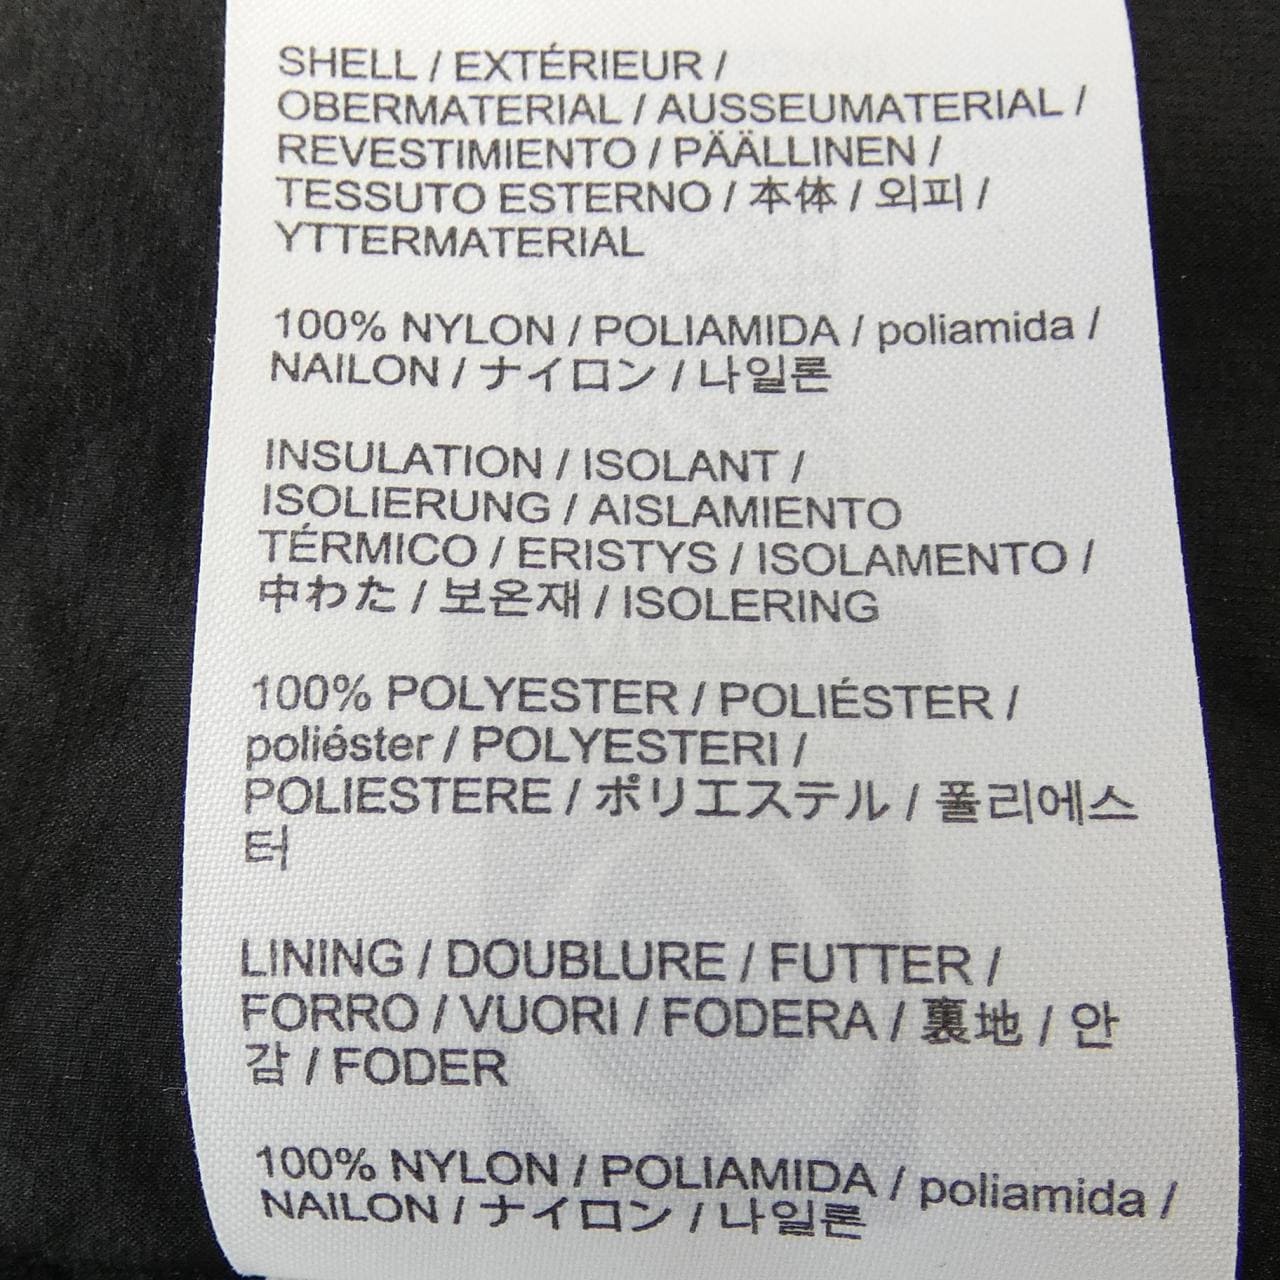 SHELL / EXTÉRIEUR /
OBERMATERIAL / AUSSEUMATERIAL /
REVESTIMIENTO / PÄÄLLINEN /
TESSUTO ESTERNO / 本体 / 외피 /
YTTERMATERIAL
100% NYLON / POLIAMIDA / poliamida /
NAILON / ナイロン / 나일론
INSULATION / ISOLANT /
ISOLIERUNG / AISLAMIENTO
TÉRMICO / ERISTYS / ISOLAMENTO /
中わた / 보온재 / ISOLERING
100% POLYESTER / POLIÉSTER /
poliéster / POLYESTERI /
POLIESTERE / ポリエステル / 폴리에스
터
LINING / DOUBLURE / FUTTER /
FORRO / VUORI / FODERA / 裏地 / 안
감 / FODER
100% NYLON / POLIAMIDA / poliamida /
NAILON / ナイロン / 나일론